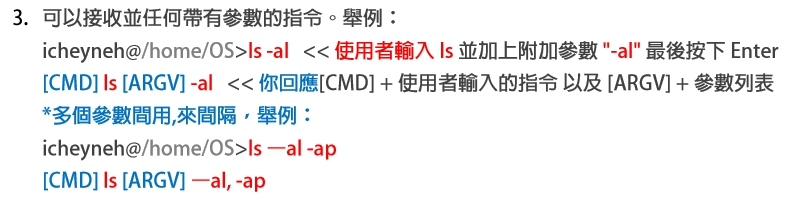 3. 可以接收並任何帶有參數的指令。舉例：
icheyneh@/home/OS>ls -al << 使用者輸入 ls 並加上附加參數 "-al" 最後按下 Enter
[CMD] ls [ARGV] -al << 你回應[CMD] + 使用者輸入的指令 以及 [ARGV] + 參數列表
*多個參數間用,來間隔，舉例：
icheyneh@/home/OS>ls —al -ap
[CMD] ls [ARGV] —al, -ap